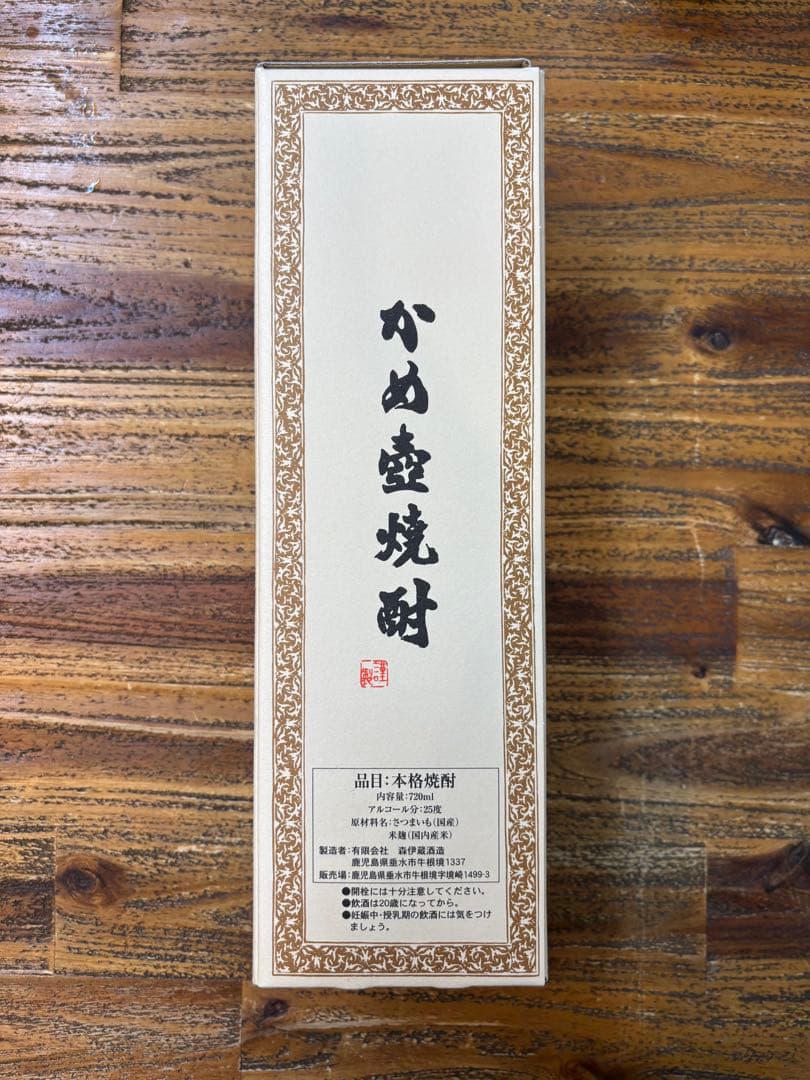 かめ壺焼酎
謹製
品目：本格焼酎
内容量：720ml
アルコール分：25度
原材料名：さつまいも（国産）
米麹（国内産米）
製造者：有限会社　森伊蔵酒造
鹿児島県垂水市牛根境1337
販売場：鹿児島県垂水市牛根境字境崎1499-3
●開栓には十分注意してください。
●飲酒は20歳になってから。
●妊娠中・授乳期の飲酒には気をつけ
ましょう。